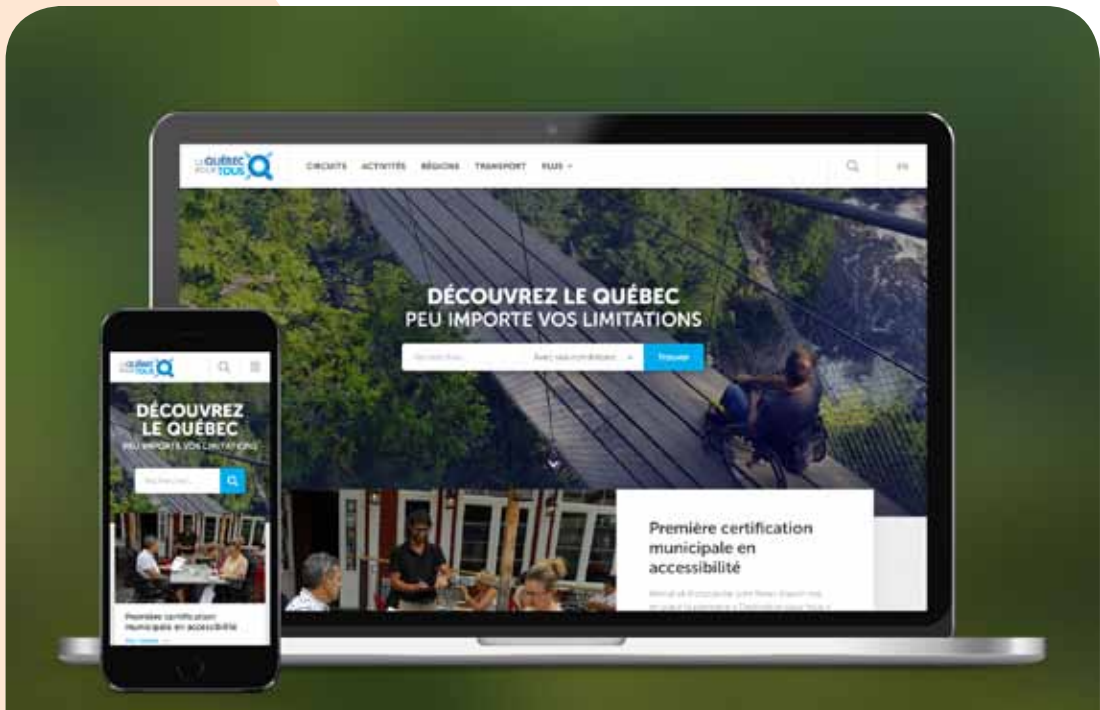 LE QUÉBEC
POUR TOUS
CIRCUITS ACTIVITÉS RÉGIONS TRANSPORT PLUS
EN
DÉCOUVREZ LE QUÉBEC
PEU IMPORTE VOS LIMITATIONS
Trouver
Première certification
municipale en
accessibilité
LE QUÉBEC
POUR TOUS
DÉCOUVREZ
LE QUÉBEC
PEU IMPORTE VOS LIMITATIONS
Première certification
municipale en accessibilité